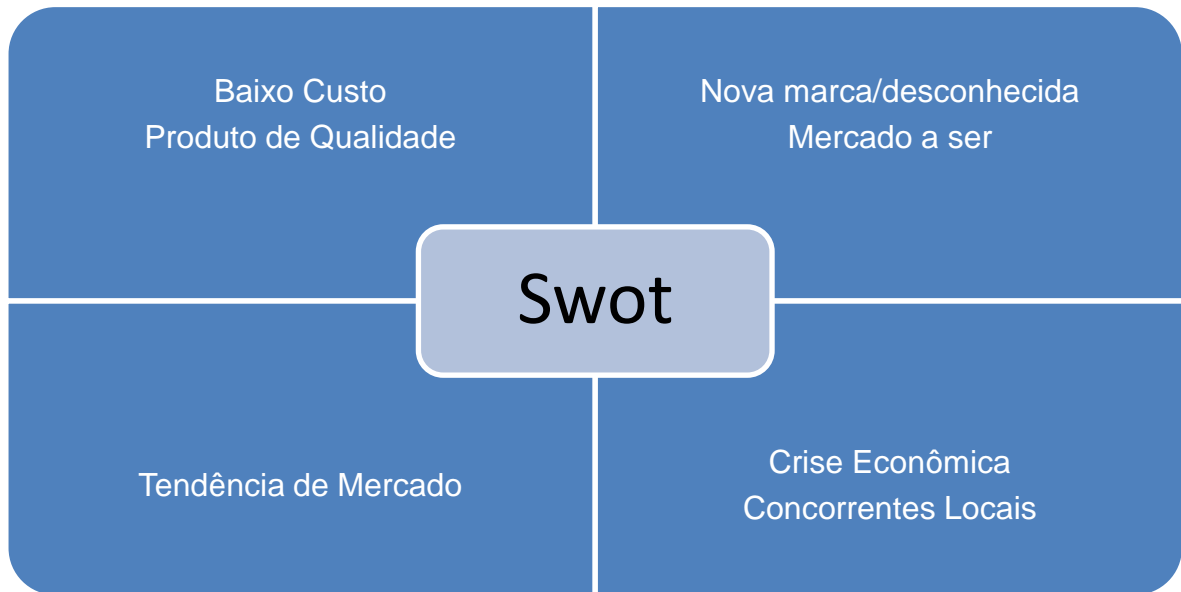 Baixo Custo
Produto de Qualidade
Nova marca/desconhecida
Mercado a ser
Swot
Tendência de Mercado
Crise Econômica
Concorrentes Locais